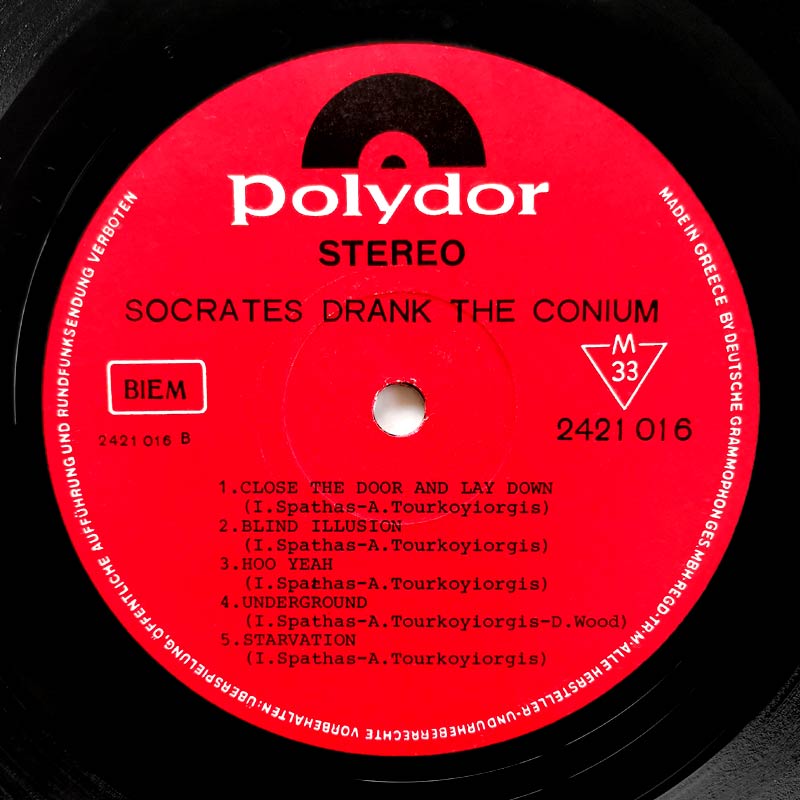 polydor
STEREO
SOCRATES DRANK THE CONIUM
BIEM
M
33
2421 016 B
2421 016
1.CLOSE THE DOOR AND LAY DOWN
(I.Spathas-A.Tourkoyiorgis)
2.BLIND ILLUSION
(I.Spathas-A.Tourkoyiorgis)
3.HOO YEAH
(I.Spathas-A.Tourkoyiorgis)
4.UNDERGROUND
(I.Spathas-A.Tourkoyiorgis-D.Wood)
5.STARVATION
(I.Spathas-A.Tourkoyiorgis)
MADE IN GREECE BY DEUTSCHE GRAMMOPHON GES. MBH·REGD·TR·M·ALLE HERSTELLER-UND URHEBERRECHTE VORBEHALTEN: ÜBERSPIELUNG, ÖFFENTLICHE AUFFÜHRUNG UND RUNDFUNKSENDUNG VERBOTEN